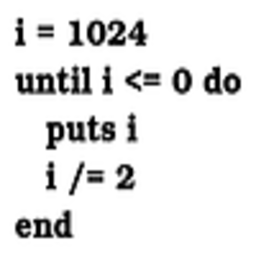 i = 1024
until i <= 0 do
puts i
i /= 2
end